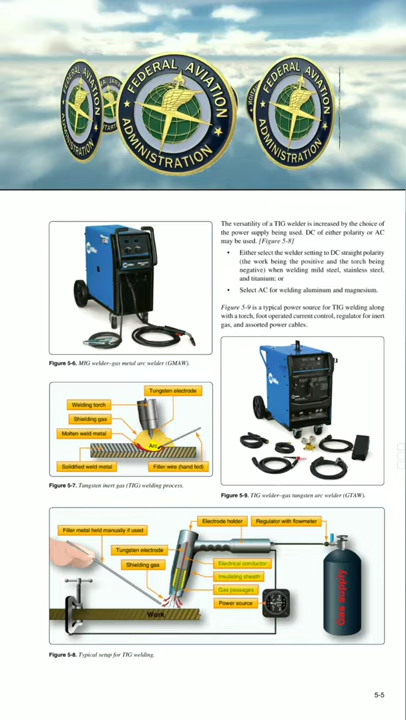 FEDERAL AVIATION
ADMINISTRATION
FEDERAL AVIATION
ADMINISTRATION
FEDERAL AVIATION
ADMINISTRATION
The versatility of a TIG welder is increased by the choice of
the power supply being used. DC of either polarity or AC
may be used. [Figure 5-8]
• Either select the welder setting to DC straight polarity
(the work being the positive and the torch being
negative) when welding mild steel, stainless steel,
and titanium; or
• Select AC for welding aluminum and magnesium.
Figure 5-9 is a typical power source for TIG welding along
with a torch, foot operated current control, regulator for inert
gas, and assorted power cables.
Figure 5-6. MIG welder–gas metal arc welder (GMAW).
Tungsten electrode
Welding torch
Shielding gas
Molten weld metal
Arc
Solidified weld metal
Filler wire (hand fed)
Figure 5-7. Tungsten inert gas (TIG) welding process.
Figure 5-9. TIG welder–gas tungsten arc welder (GTAW).
Electrode holder
Regulator with flowmeter
Filler metal held manually if used
Tungsten electrode
Shielding gas
Electrical conductor
Insulating sheath
Gas passages
Power source
Work
Gas supply
Figure 5-8. Typical setup for TIG welding.
5-5